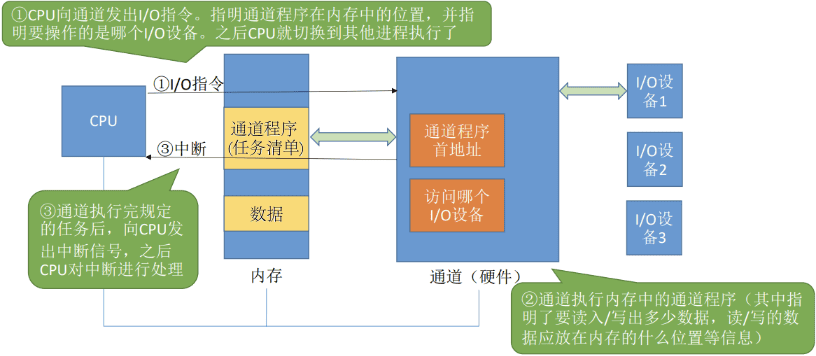 ①CPU向通道发出I/O指令。指明通道程序在内存中的位置，并指
明要操作的是哪个I/O设备。之后CPU就切换到其他进程执行了
①I/O指令
CPU
③中断
通道程序
(任务清单)
数据
内存
通道程序
首地址
访问哪个
I/O设备
通道（硬件）
I/O设
备1
I/O设
备2
I/O设
备3
③通道执行完规定
的任务后，向CPU发
出中断信号，之后
CPU对中断进行处理
②通道执行内存中的通道程序（其中指
明了要读入/写出多少数据，读/写的数
据应放在内存的什么位置等信息）